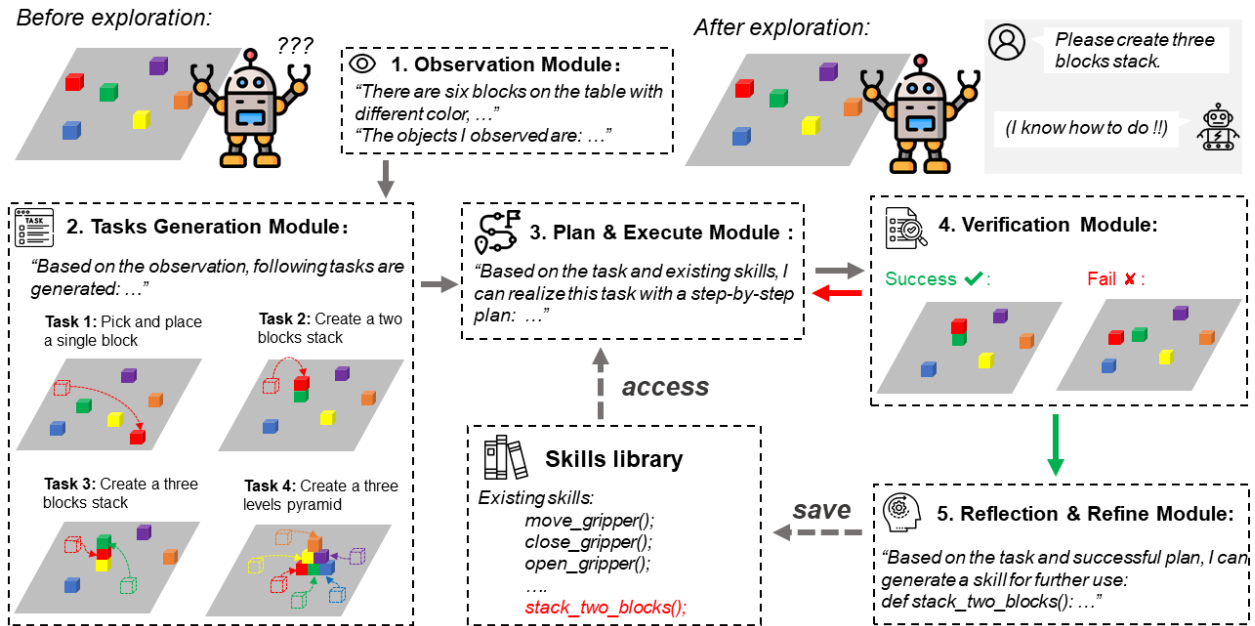 Before exploration:
???
1. Observation Module:
“There are six blocks on the table with
different color, …”
“The objects I observed are: …”
After exploration:
Please create three
blocks stack.
(I know how to do !!)
TASK
2. Tasks Generation Module:
“Based on the observation, following tasks are
generated: …”
Task 1: Pick and place
a single block
Task 2: Create a two
blocks stack
Task 3: Create a three
blocks stack
Task 4: Create a three
levels pyramid
3. Plan & Execute Module :
“Based on the task and existing skills, I
can realize this task with a step-by-step
plan: …”
access
Skills library
Existing skills:
move_gripper();
close_gripper();
open_gripper();
….
stack_two_blocks();
4. Verification Module:
Success ✔ :
Fail ✘ :
save
5. Reflection & Refine Module:
“Based on the task and successful plan, I can
generate a skill for further use:
def stack_two_blocks(): …”